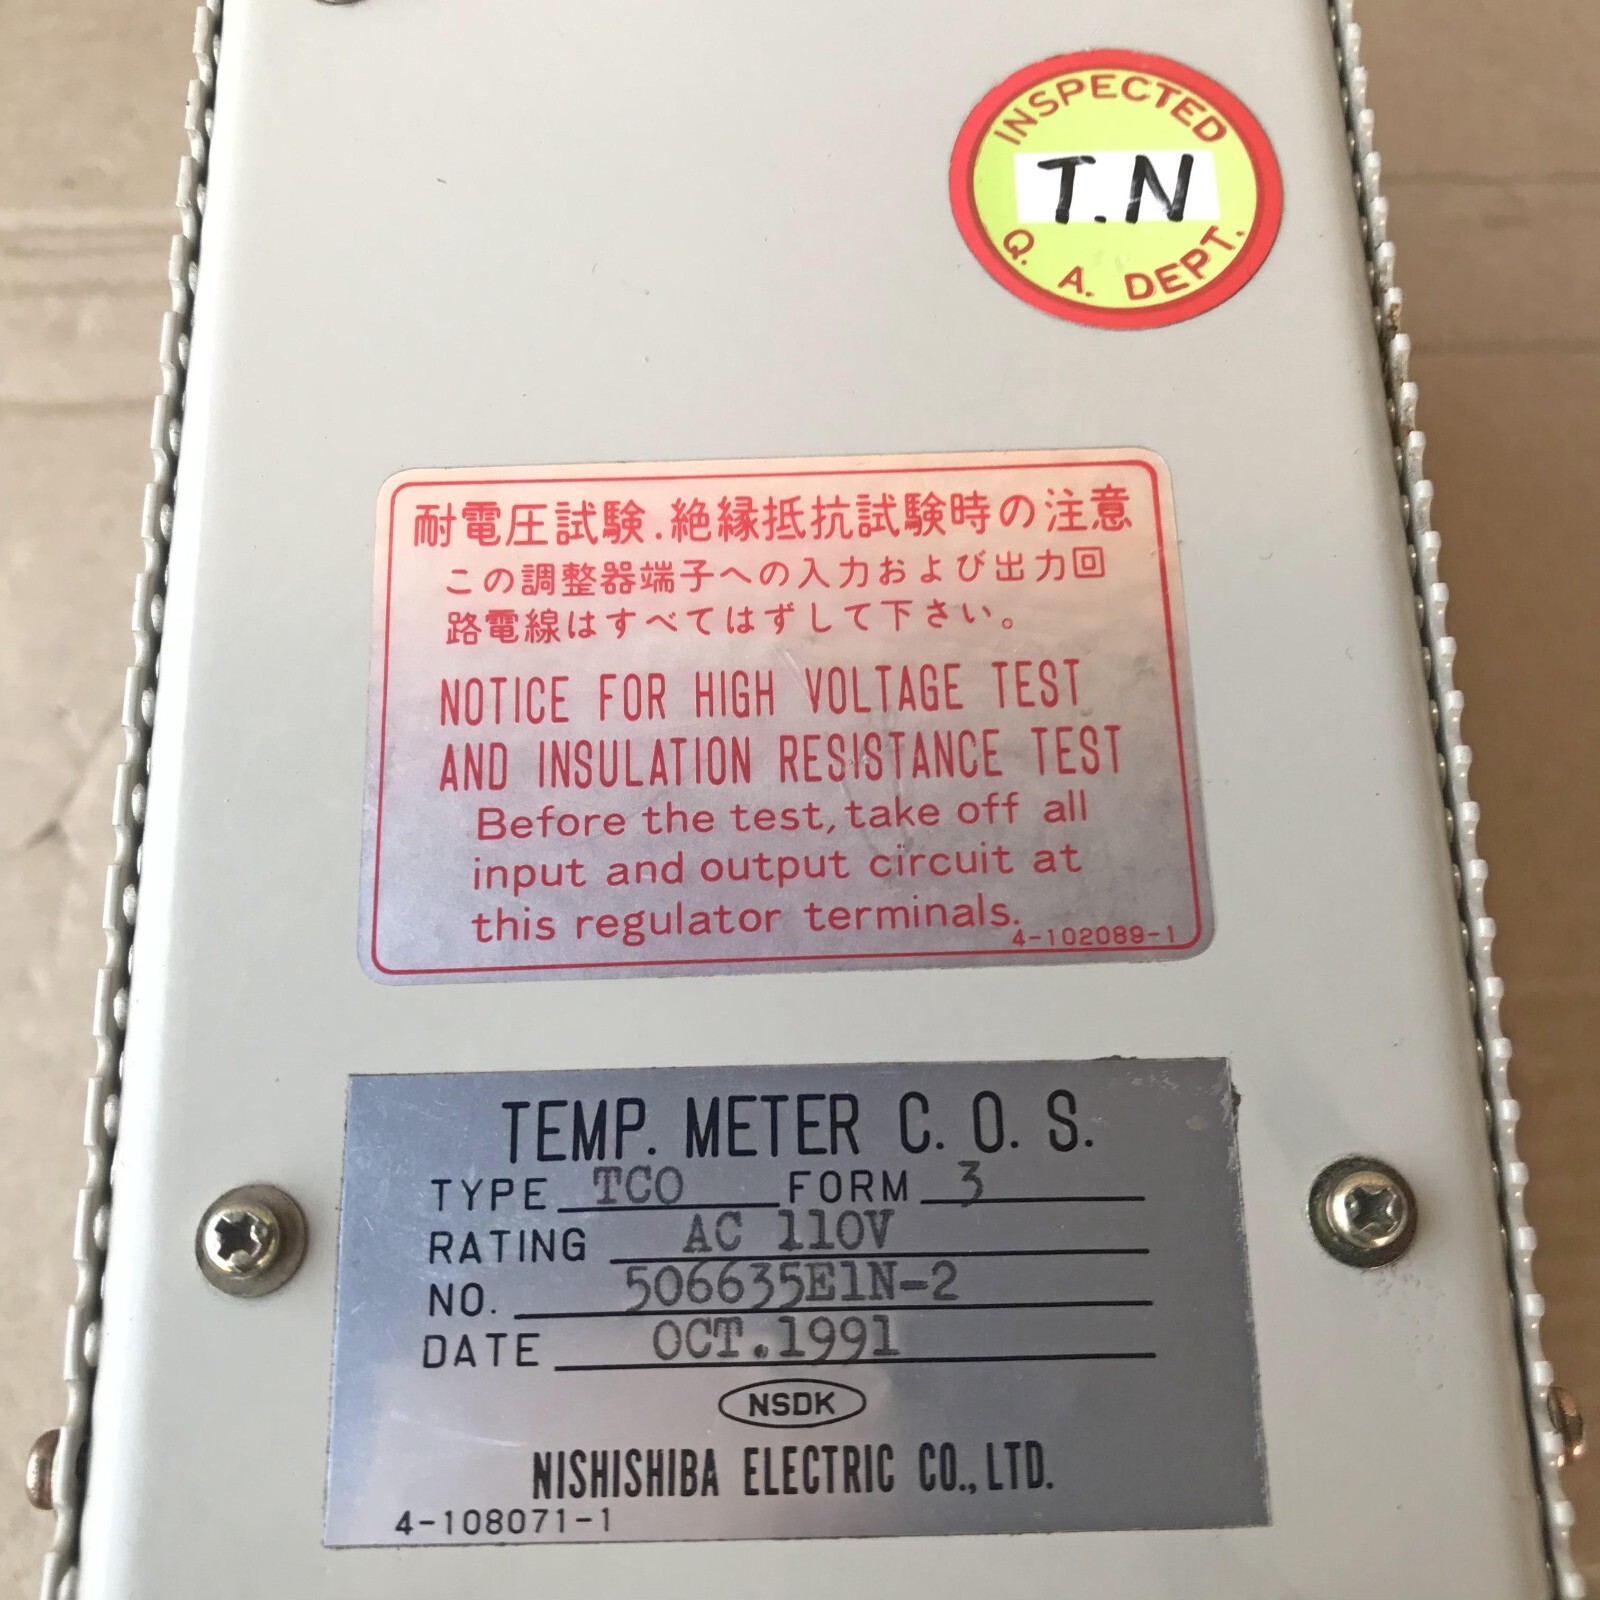 INSPECTED
T.N
Q. A. DEPT.
耐電圧試験.絶縁抵抗試験時の注意
この調整器端子への入力および出力回
路電線はすべてはずして下さい。
NOTICE FOR HIGH VOLTAGE TEST
AND INSULATION RESISTANCE TEST
Before the test, take off all
input and output circuit at
this regulator terminals.
4-102089-1
TEMP. METER C. O. S.
TYPE TCO FORM 3
RATING AC 110V
NO. 506635E1N-2
DATE OCT.1991
NSDK
NISHISHIBA ELECTRIC CO., LTD.
4-108071-1